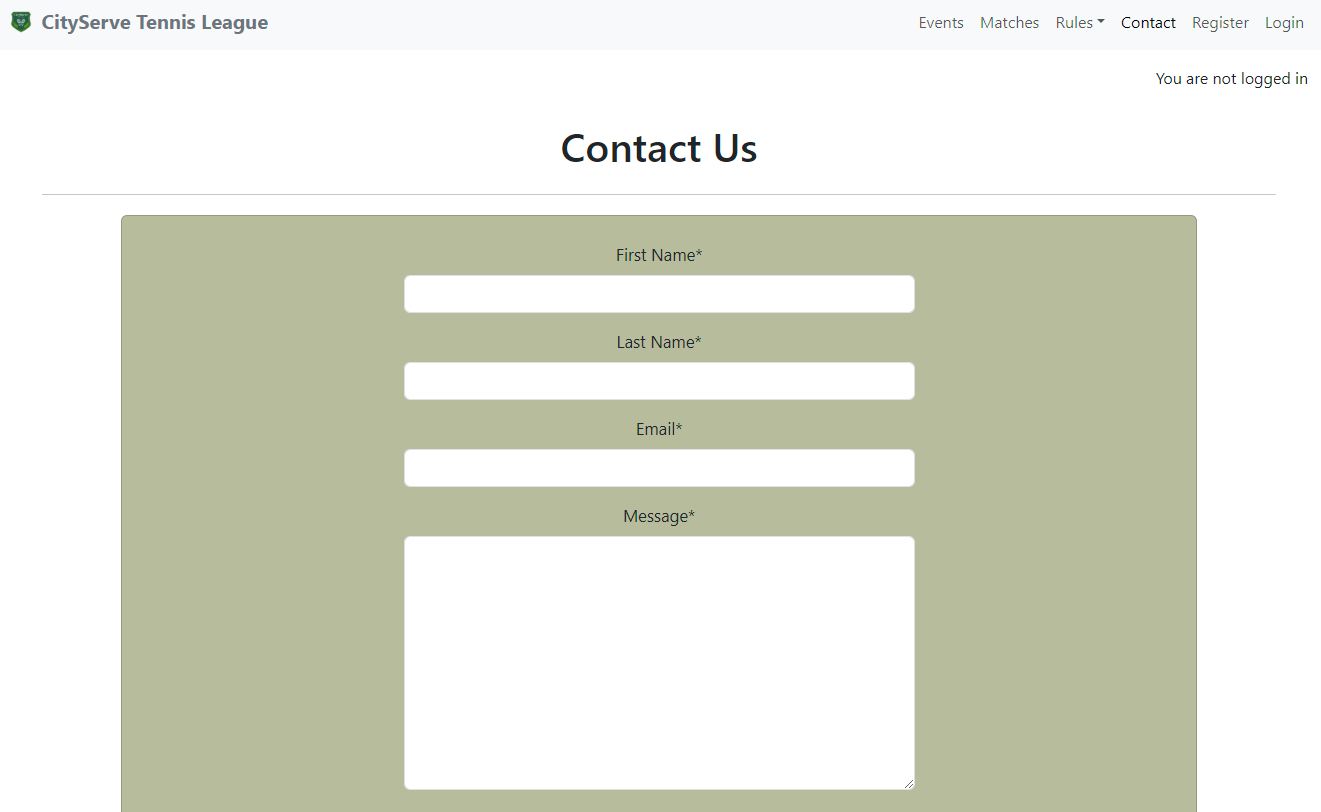 CityServe Tennis League
Events Matches Rules Contact Register Login
You are not logged in
Contact Us
First Name*
Last Name*
Email*
Message*